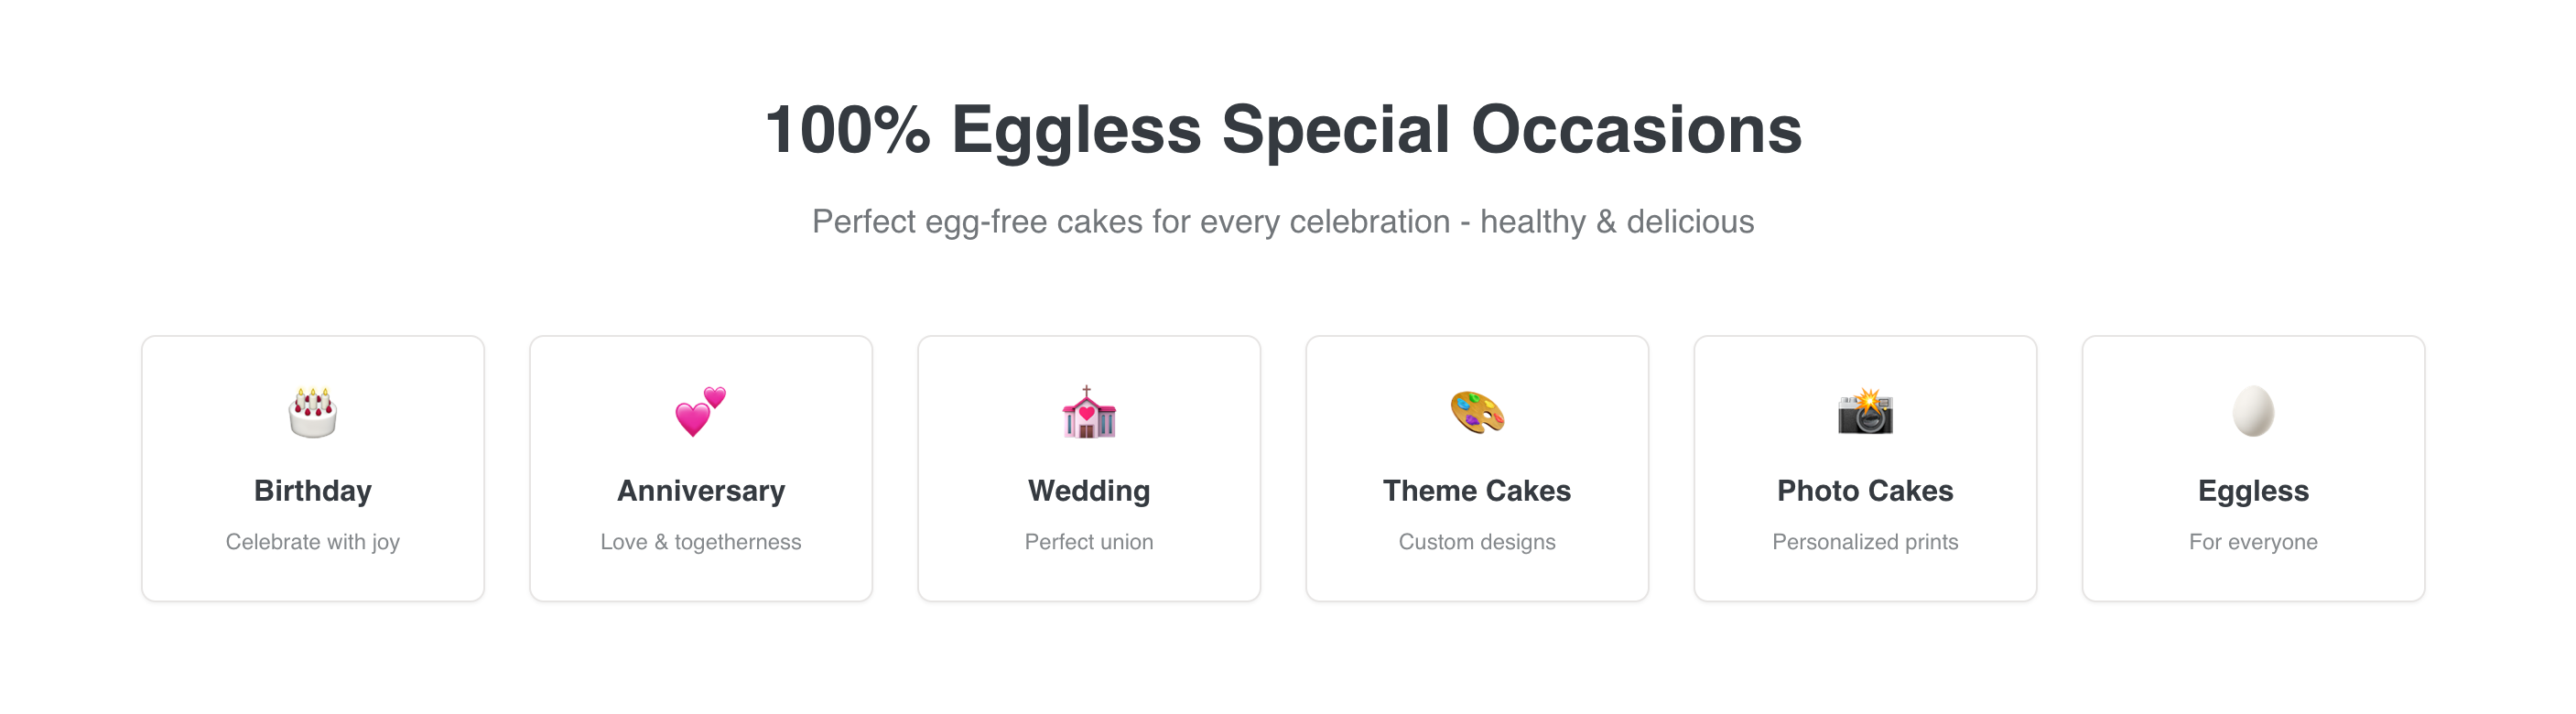 100% Eggless Special Occasions
Perfect egg-free cakes for every celebration - healthy & delicious
Birthday
Celebrate with joy
Anniversary
Love & togetherness
Wedding
Perfect union
Theme Cakes
Custom designs
Photo Cakes
Personalized prints
Eggless
For everyone